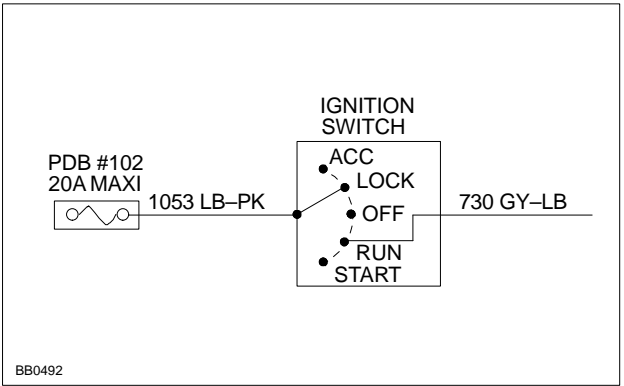 IGNITION
SWITCH
PDB #102
20A MAXI
1053 LB–PK
ACC
LOCK
OFF
RUN
START
730 GY–LB
BB0492